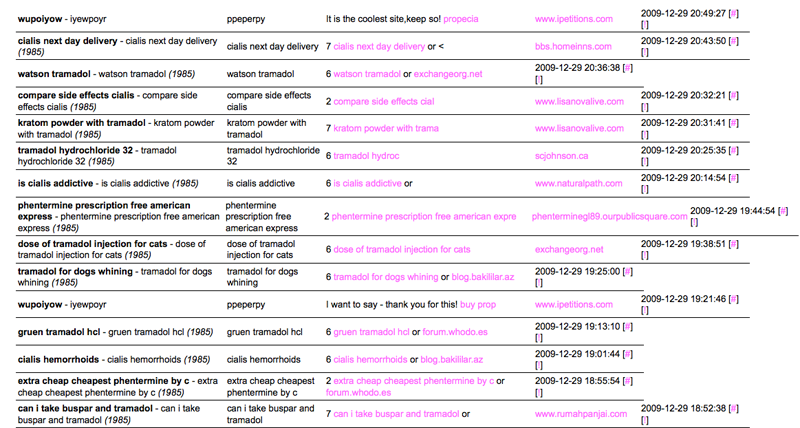 wupoiyow - iyewpoyr ppeperpy It is the coolest site,keep so! propecia www.ipetitions.com 2009-12-29 20:49:27 [#]
[!]
cialis next day delivery - cialis next day delivery cialis next day delivery 7 cialis next day delivery or < bbs.homeinns.com 2009-12-29 20:43:50 [#]
(1985) [!]
watson tramadol - watson tramadol (1985) watson tramadol 6 watson tramadol or exchangeorg.net 2009-12-29 20:36:38 [#]
[!]
compare side effects cialis - compare side compare side effects 2 compare side effects cial www.lisanovalive.com 2009-12-29 20:32:21 [#]
effects cialis (1985) cialis [!]
kratom powder with tramadol - kratom powder kratom powder with 7 kratom powder with trama www.lisanovalive.com 2009-12-29 20:31:41 [#]
with tramadol (1985) tramadol [!]
tramadol hydrochloride 32 - tramadol tramadol hydrochloride 6 tramadol hydroc scjohnson.ca 2009-12-29 20:25:35 [#]
hydrochloride 32 (1985) 32 [!]
is cialis addictive - is cialis addictive (1985) is cialis addictive 6 is cialis addictive or www.naturalpath.com 2009-12-29 20:14:54 [#]
[!]
phentermine prescription free american phentermine 2 phentermine prescription free american expre phenterminegl89.ourpublicsquare.com 2009-12-29 19:44:54 [#]
express - phentermine prescription free american prescription free [!]
express (1985) american express
dose of tramadol injection for cats - dose of dose of tramadol 6 dose of tramadol injection for cats exchangeorg.net 2009-12-29 19:38:51 [#]
tramadol injection for cats (1985) injection for cats [!]
tramadol for dogs whining - tramadol for dogs tramadol for dogs 6 tramadol for dogs whining or blog.bakililar.az 2009-12-29 19:25:00 [#]
whining (1985) whining [!]
wupoiyow - iyewpoyr ppeperpy I want to say - thank you for this! buy prop www.ipetitions.com 2009-12-29 19:21:46 [#]
[!]
gruen tramadol hcl - gruen tramadol hcl (1985) gruen tramadol hcl 6 gruen tramadol hcl or forum.whodo.es 2009-12-29 19:13:10 [#]
[!]
cialis hemorrhoids - cialis hemorrhoids (1985) cialis hemorrhoids 6 cialis hemorrhoids or blog.bakililar.az 2009-12-29 19:01:44 [#]
[!]
extra cheap cheapest phentermine by c - extra extra cheap cheapest 2 extra cheap cheapest phentermine by c or 2009-12-29 18:55:54 [#]
cheap cheapest phentermine by c (1985) phentermine by c forum.whodo.es [!]
can i take buspar and tramadol - can i take can i take buspar and 7 can i take buspar and tramadol or www.rumahpanjai.com 2009-12-29 18:52:38 [#]
buspar and tramadol (1985) tramadol [!]